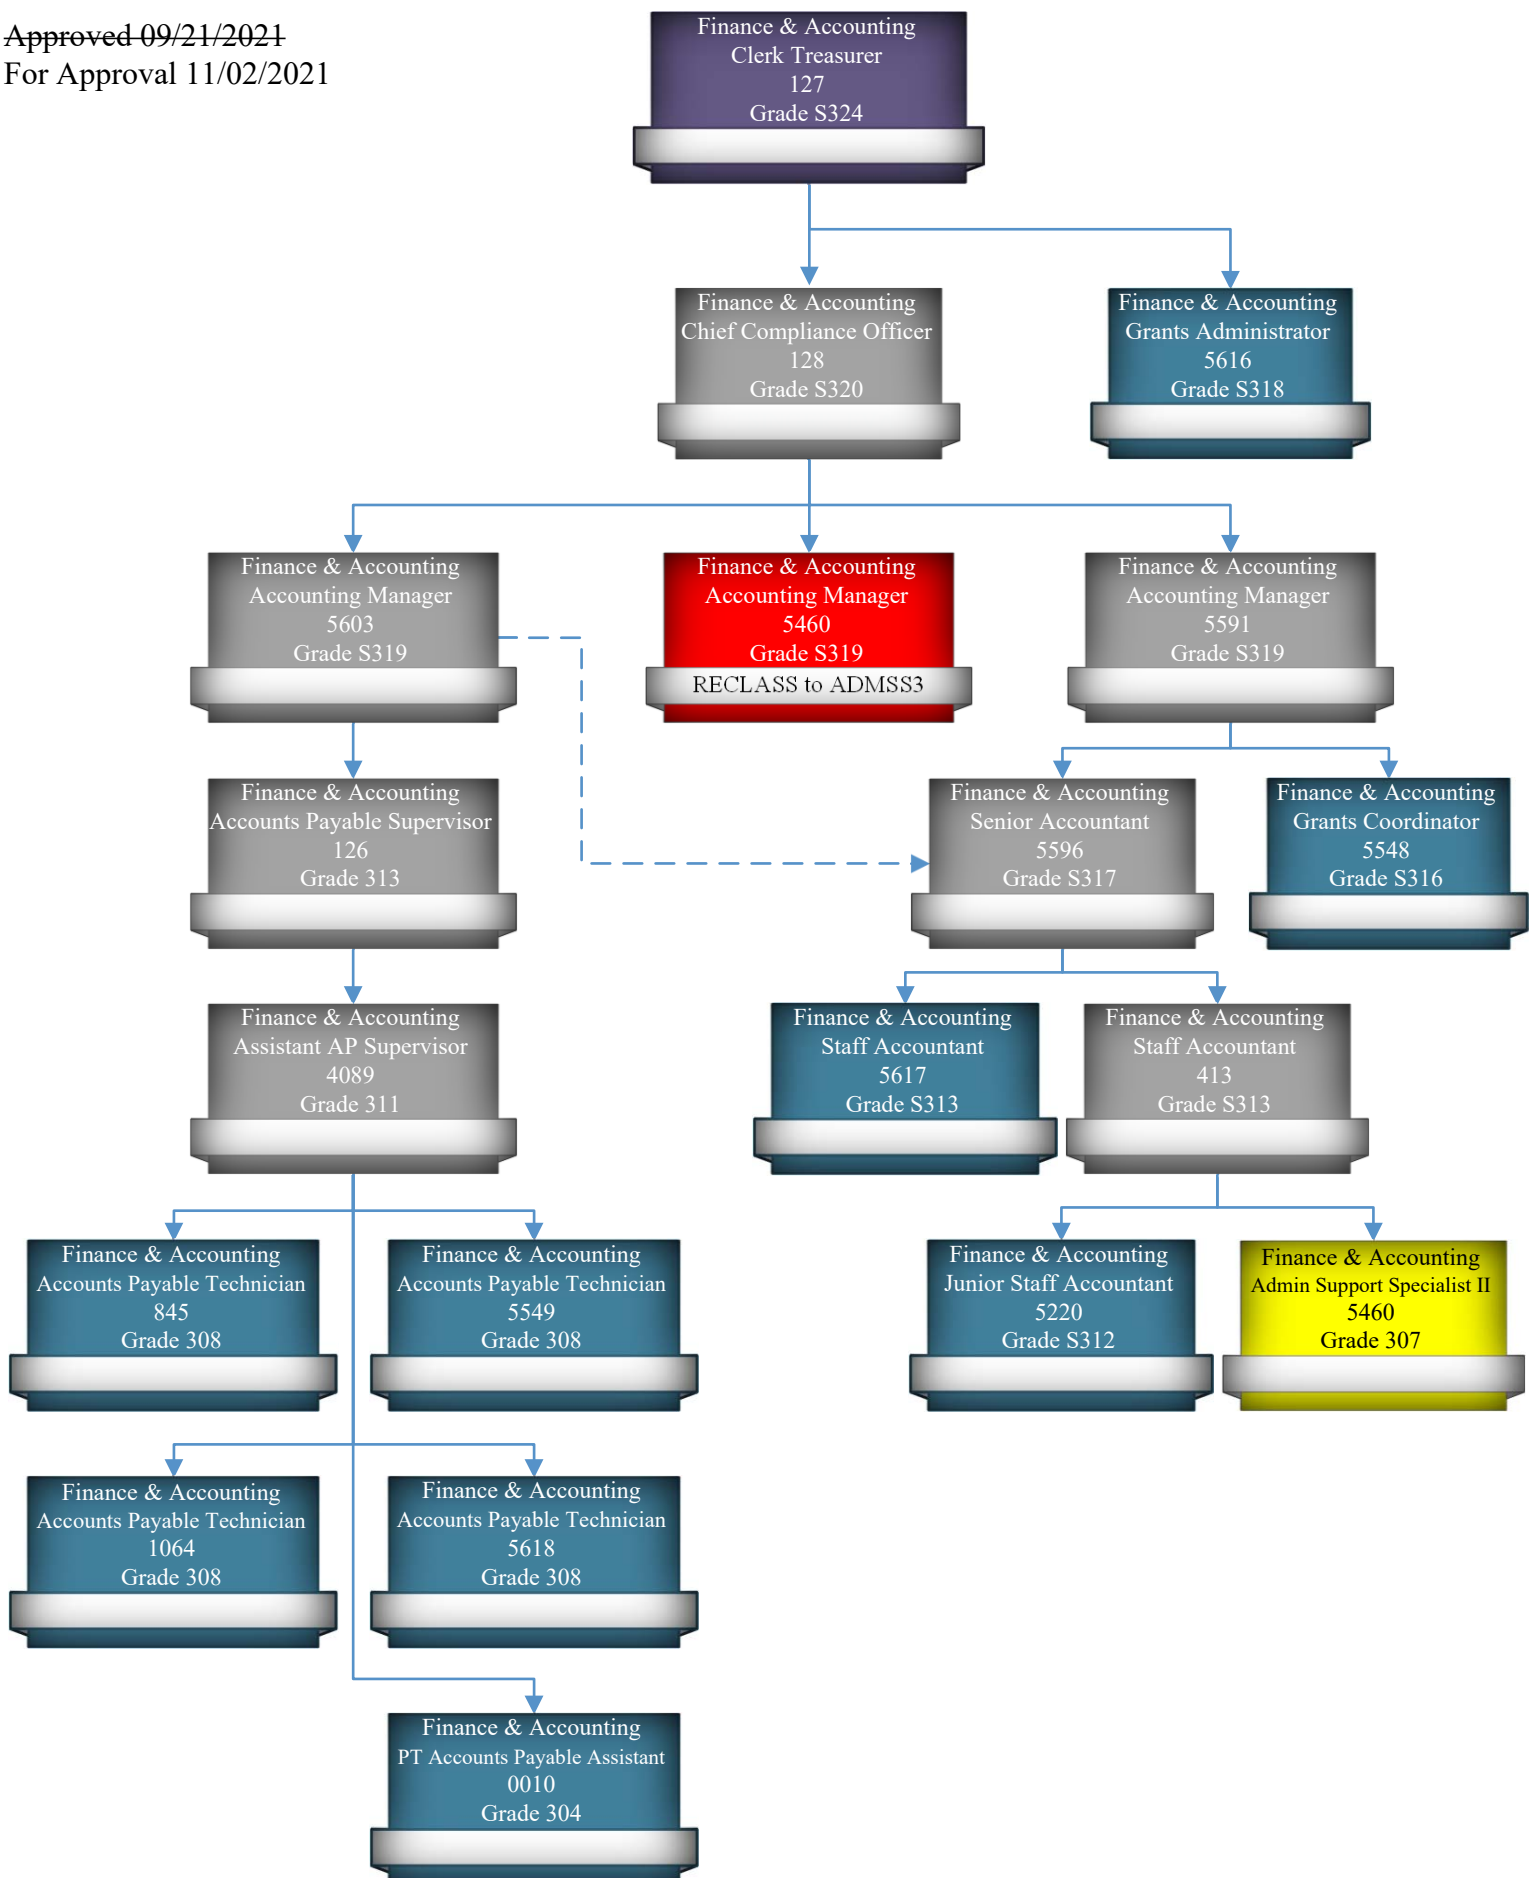 Approved 09/21/2021
For Approval 11/02/2021
Finance & Accounting
Clerk Treasurer
127
Grade S324
Finance & Accounting
Chief Compliance Officer
128
Grade S320
Finance & Accounting
Grants Administrator
5616
Grade S318
Finance & Accounting
Accounting Manager
5603
Grade S319
Finance & Accounting
Accounting Manager
5460
Grade S319
RECLASS to ADMSS3
Finance & Accounting
Accounting Manager
5591
Grade S319
Finance & Accounting
Accounts Payable Supervisor
126
Grade 313
Finance & Accounting
Senior Accountant
5596
Grade S317
Finance & Accounting
Grants Coordinator
5548
Grade S316
Finance & Accounting
Assistant AP Supervisor
4089
Grade 311
Finance & Accounting
Staff Accountant
5617
Grade S313
Finance & Accounting
Staff Accountant
413
Grade S313
Finance & Accounting
Accounts Payable Technician
845
Grade 308
Finance & Accounting
Accounts Payable Technician
5549
Grade 308
Finance & Accounting
Junior Staff Accountant
5220
Grade S312
Finance & Accounting
Admin Support Specialist II
5460
Grade 307
Finance & Accounting
Accounts Payable Technician
1064
Grade 308
Finance & Accounting
Accounts Payable Technician
5618
Grade 308
Finance & Accounting
PT Accounts Payable Assistant
0010
Grade 304